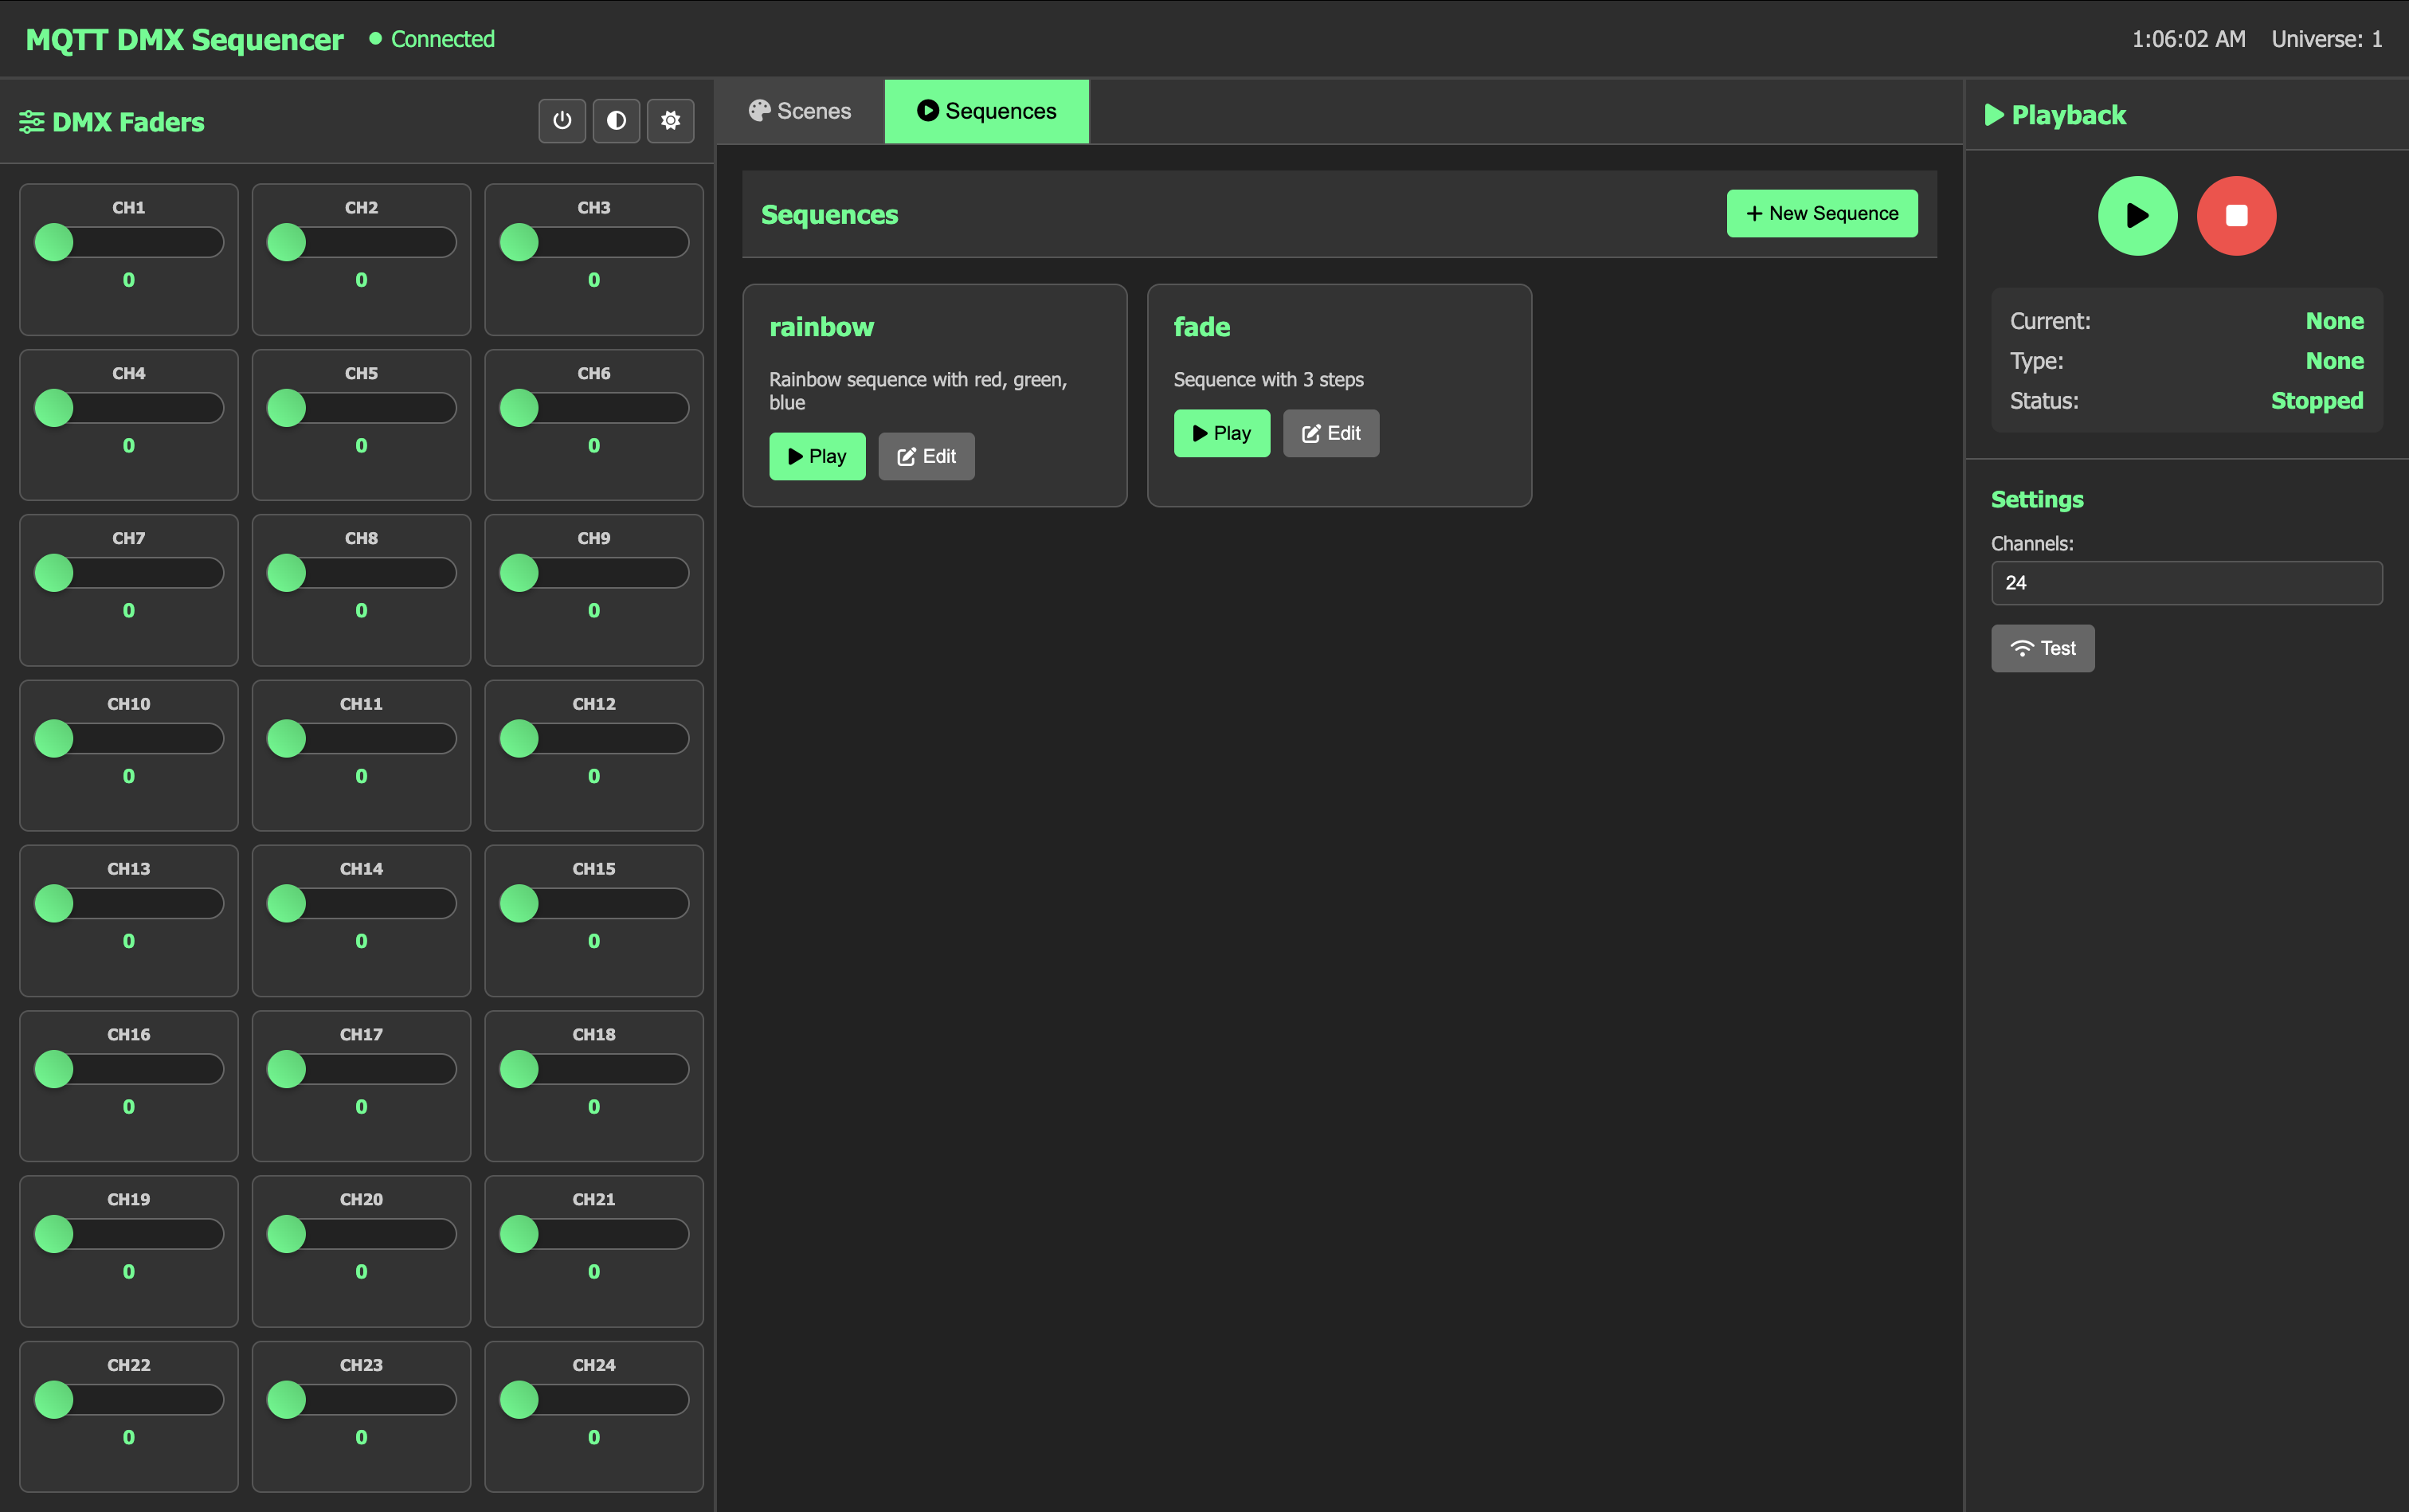 MQTT DMX Sequencer
Connected
1:06:02 AM
Universe: 1
DMX Faders
CH1
0
CH2
0
CH3
0
CH4
0
CH5
0
CH6
0
CH7
0
CH8
0
CH9
0
CH10
0
CH11
0
CH12
0
CH13
0
CH14
0
CH15
0
CH16
0
CH17
0
CH18
0
CH19
0
CH20
0
CH21
0
CH22
0
CH23
0
CH24
0
Scenes
Sequences
Sequences
New Sequence
rainbow
Rainbow sequence with red, green,
blue
Play
Edit
fade
Sequence with 3 steps
Play
Edit
Playback
Current: None
Type: None
Status: Stopped
Settings
Channels:
24
Test